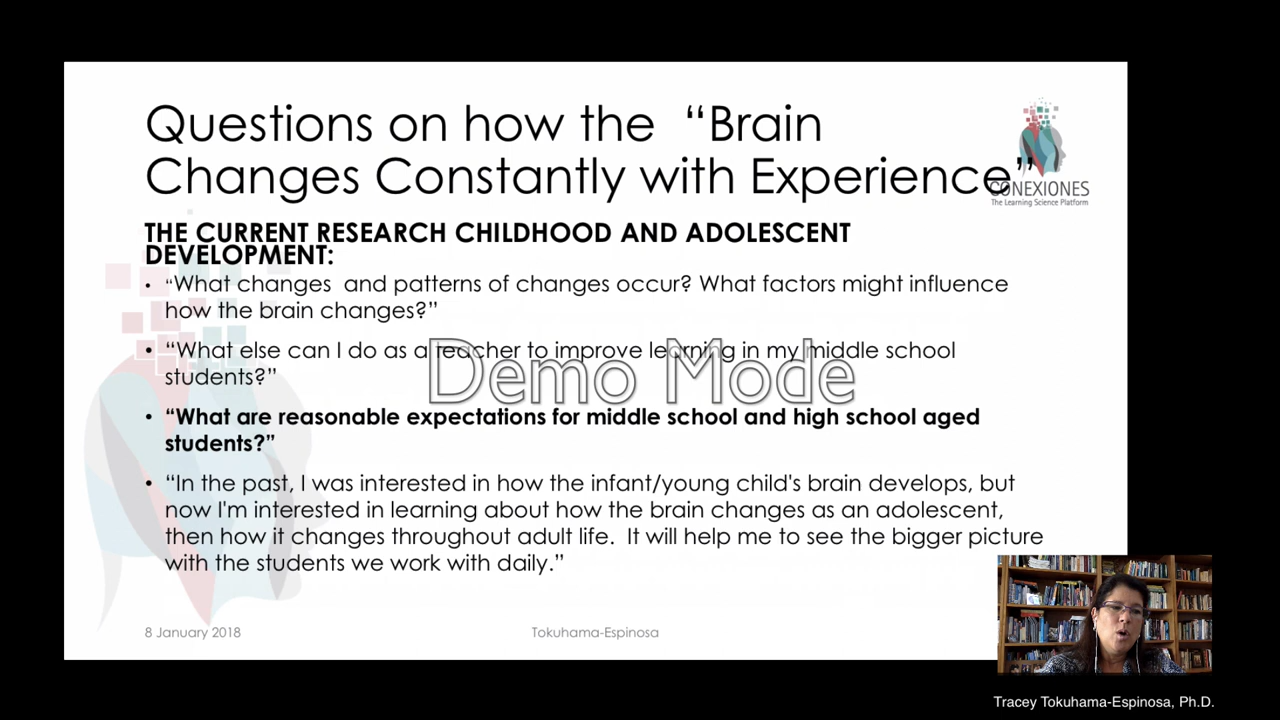 Questions on how the  “Brain
Changes Constantly with Experience”
CONEXIONES
The Learning Science Platform
THE CURRENT RESEARCH CHILDHOOD AND ADOLESCENT
DEVELOPMENT:
• “What changes  and patterns of changes occur? What factors might influence
how the brain changes?”
• “What else can I do as a teacher to improve learning in my middle school
students?”
Demo Mode
• “What are reasonable expectations for middle school and high school aged
students?”
• “In the past, I was interested in how the infant/young child's brain develops, but
now I'm interested in learning about how the brain changes as an adolescent,
then how it changes throughout adult life.  It will help me to see the bigger picture
with the students we work with daily.”
8 January 2018
Tokuhama-Espinosa
Tracey Tokuhama-Espinosa, Ph.D.